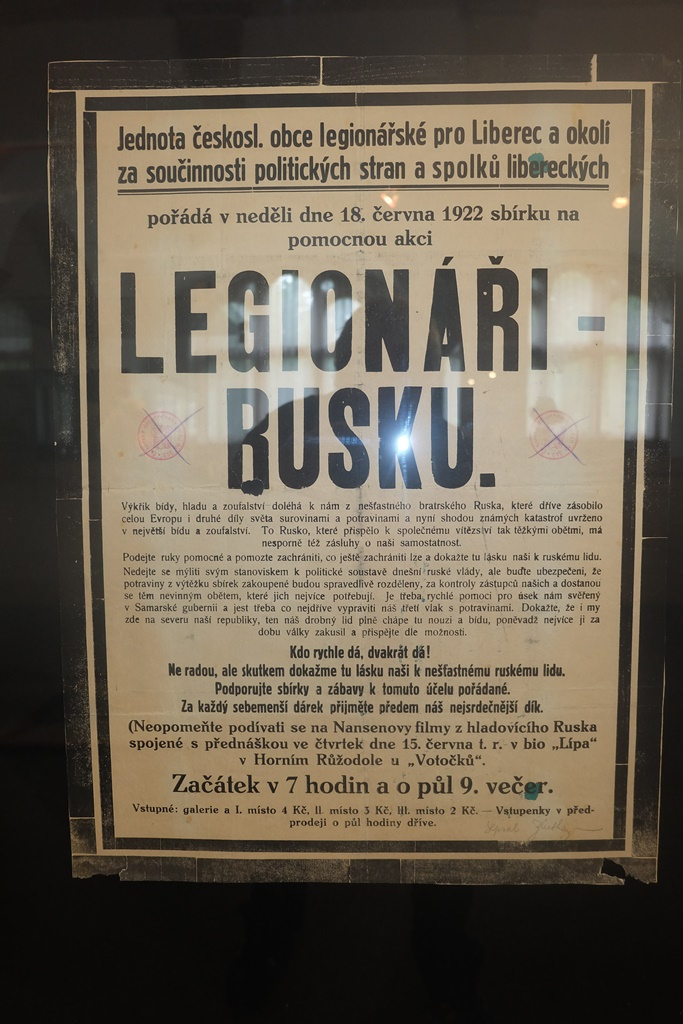 Jednota českosl. obce legionářské pro Liberec a okolí
za součinnosti politických stran a spolků libereckých
pořádá v neděli dne 18. června 1922 sbírku na
pomocnou akci
LEGIONÁŘI -
RUSKU.
Výkřik bídy, hladu a zoufalství doléhá k nám z nešťastného bratrského Ruska, které dříve zásobilo
celou Evropu i druhé díly světa surovinami a potravinami a nyní shodou známých katastrof uvrženo
v největší bídu a zoufalství. To Rusko, které přispělo k společnému vítězství tak těžkými obětmi, má
nesporně též zásluhy o naši samostatnost.
Podejte ruky pomocné a pomozte zachrániti, co ještě zachrániti lze a dokažte tu lásku naši k ruskému lidu.
Nedejte se mýliti svým stanoviskem k politické soustavě dnešní ruské vlády, ale buďte ubezpečeni, že
potraviny z výtěžku sbírek zakoupené budou spravedlivě rozděleny, za kontroly zástupců našich a dostanou
se těm nevinným obětem, které jich nejvíce potřebují. Je třeba rychlé pomoci pro úsek nám svěřený
v Samarské gubernii a jest třeba co nejdříve vypraviti náš třetí vlak s potravinami. Dokažte, že i my
zde na severu naší republiky, ten náš drobný lid plně chápe tu nouzi a bídu, poněvadž nejvíce ji za
dobu války zakusil a přispějte dle možnosti.
Kdo rychle dá, dvakrát dá!
Ne radou, ale skutkem dokažme tu lásku naši k nešťastnému ruskému lidu.
Podporujte sbírky a zábavy k tomuto účelu pořádané.
Za každý sebemenší dárek přijměte předem náš nejsrdečnější dík.
(Neopomeňte podívati se na Nansenovy filmy z hladovícího Ruska
spojené s přednáškou ve čtvrtek dne 15. června t. r. v bio „Lípa“
v Horním Růžodole u „Votočků“.
Začátek v 7 hodin a o půl 9. večer.
Vstupné: galerie a I. místo 4 Kč, II. místo 3 Kč, III. místo 2 Kč. — Vstupenky v před-
prodeji o půl hodiny dříve.